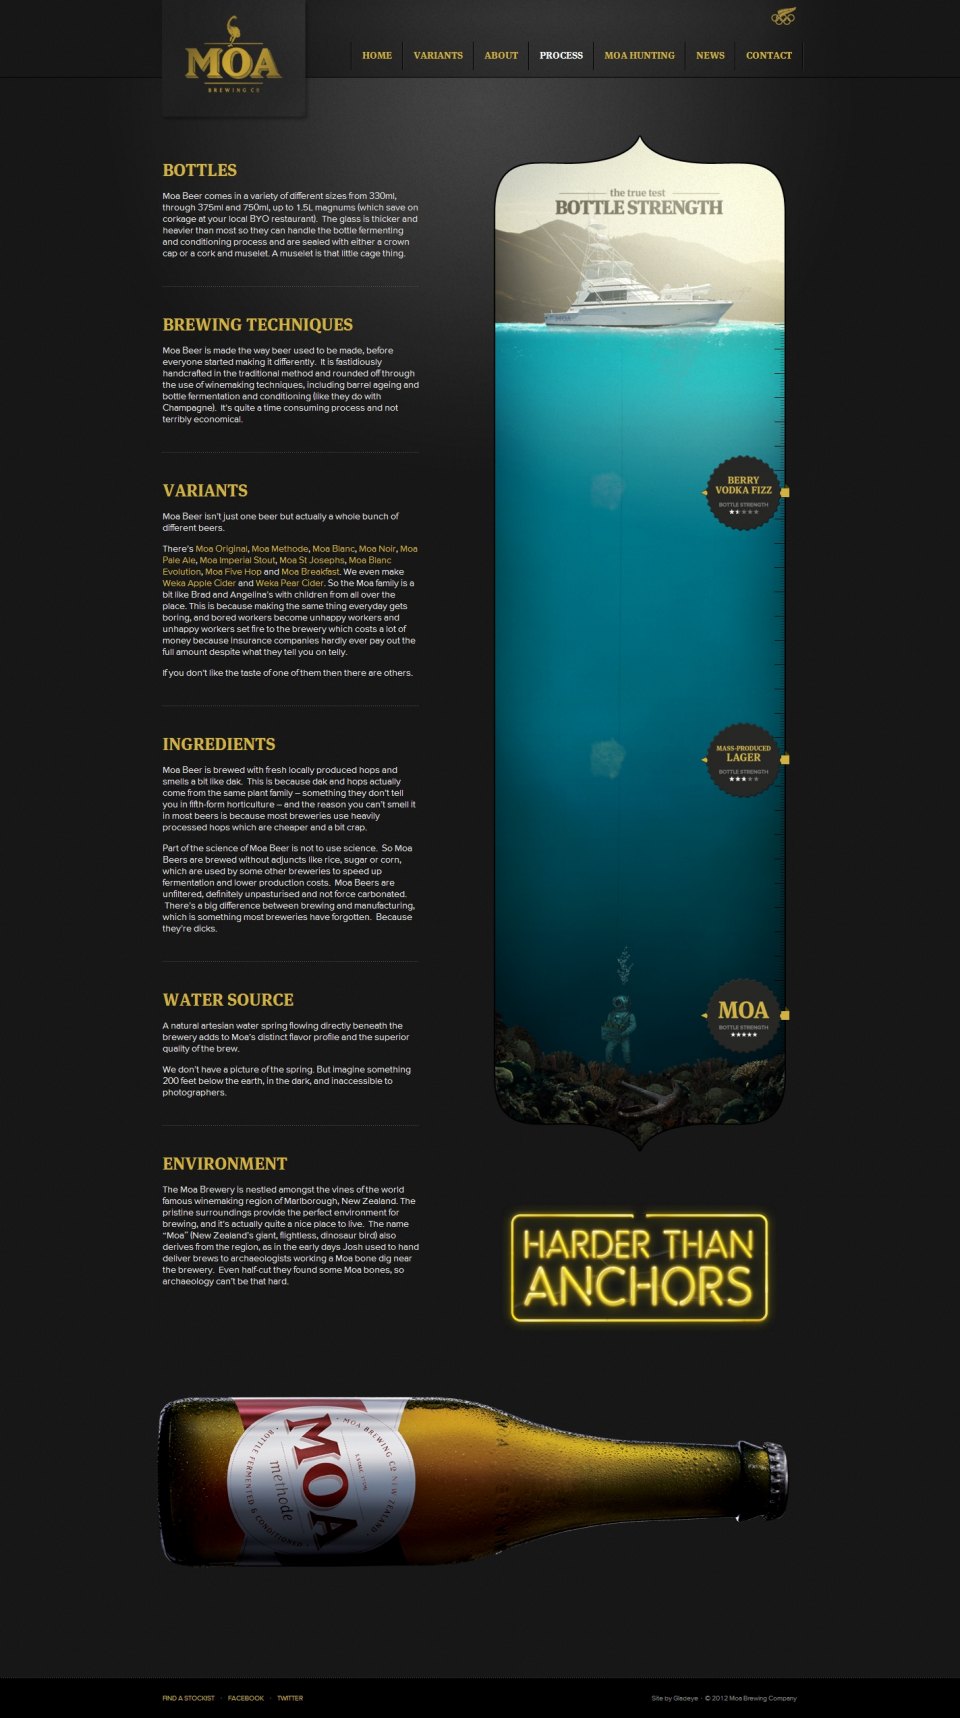 MOA
BREWING CO
HOME
VARIANTS
ABOUT
PROCESS
MOA HUNTING
NEWS
CONTACT
BOTTLES
Moa Beer comes in a variety of different sizes from 330ml,
through 375ml and 750ml, up to 1.5L magnums (which save on
corkage at your local BYO restaurant).  The glass is thicker and
heavier than most so they can handle the bottle fermenting
and conditioning process and are sealed with either a crown
cap or a cork and muselet. A muselet is that little cage thing.
BREWING TECHNIQUES
Moa Beer is made the way beer used to be made, before
everyone started making it differently.  It is fastidiously
handcrafted in the traditional method and rounded off through
the use of winemaking techniques, including barrel ageing and
bottle fermentation and conditioning (like they do with
Champagne).  It's quite a time consuming process and not
terribly economical.
VARIANTS
Moa Beer isn't just one beer but actually a whole bunch of
different beers.
There's Moa Original, Moa Methode, Moa Blanc, Moa Noir, Moa
Pale Ale, Moa Imperial Stout, Moa St Josephs, Moa Blanc
Evolution, Moa Five Hop and Moa Breakfast. We even make
Weka Apple Cider and Weka Pear Cider. So the Moa family is a
bit like Brad and Angelina's with children from all over the
place. This is because making the same thing everyday gets
boring, and bored workers become unhappy workers and
unhappy workers set fire to the brewery which costs a lot of
money because insurance companies hardly ever pay out the
full amount despite what they tell you on telly.
If you don't like the taste of one of them then there are others.
INGREDIENTS
Moa Beer is brewed with fresh locally produced hops and
smells a bit like dak.  This is because dak and hops actually
come from the same plant family – something they don't tell
you in fifth-form horticulture – and the reason you can't smell it
in most beers is because most breweries use heavily
processed hops which are cheaper and a bit crap.
Part of the science of Moa Beer is not to use science.  So Moa
Beers are brewed without adjuncts like rice, sugar or corn,
which are used by some other breweries to speed up
fermentation and lower production costs.  Moa Beers are
unfiltered, definitely unpasturised and not force carbonated.
There's a big difference between brewing and manufacturing,
which is something most breweries have forgotten.  Because
they're dicks.
WATER SOURCE
A natural artesian water spring flowing directly beneath the
brewery adds to Moa's distinct flavor profile and the superior
quality of the brew.
We don't have a picture of the spring. But imagine something
200 feet below the earth, in the dark, and inaccessible to
photographers.
ENVIRONMENT
The Moa Brewery is nestled amongst the vines of the world
famous winemaking region of Marlborough, New Zealand. The
pristine surroundings provide the perfect environment for
brewing, and it's actually quite a nice place to live.  The name
“Moa” (New Zealand's giant, flightless, dinosaur bird) also
derives from the region, as in the early days Josh used to hand
deliver brews to archaeologists working a Moa bone dig near
the brewery.  Even half-cut they found some Moa bones, so
archaeology can't be that hard.
the true test
BOTTLE STRENGTH
MOA
BERRY
VODKA FIZZ
BOTTLE STRENGTH
MASS-PRODUCED
LAGER
BOTTLE STRENGTH
MOA
BOTTLE STRENGTH
HARDER THAN
ANCHORS
MOA BREWING CO NEW ZEALAND
MOA
methode
BOTTLE FERMENTED & CONDITIONED
FIND A STOCKIST · FACEBOOK · TWITTER
Site by Gladeye · © 2012 Moa Brewing Company